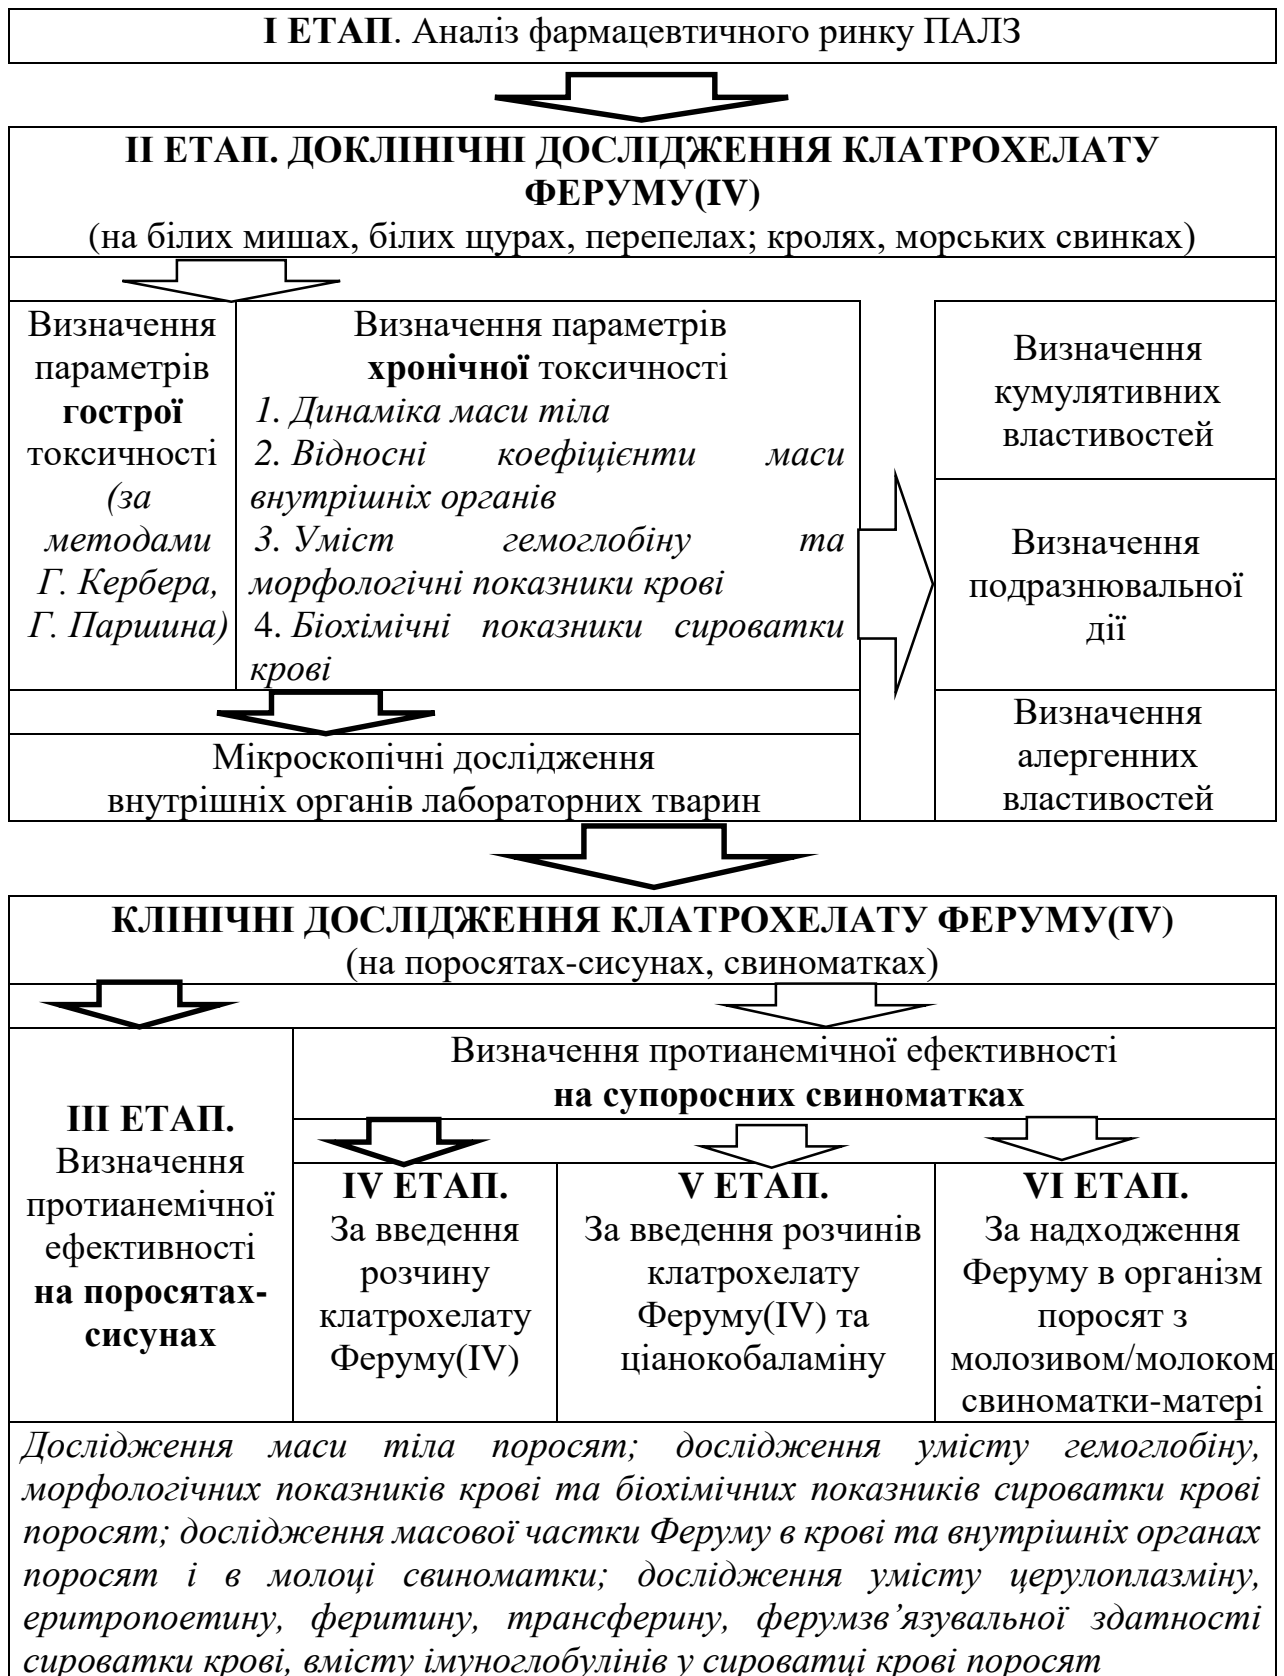 І ЕТАП. Аналіз фармацевтичного ринку ПАЛЗ
ІІ ЕТАП. ДОКЛІНІЧНІ ДОСЛІДЖЕННЯ КЛАТРОХЕЛАТУ
ФЕРУМУ(IV)
(на білих мишах, білих щурах, перепелах; кролях, морських свинках)
Визначення
параметрів
гострої
токсичності
(за
методами
Г. Кербера,
Г. Паршина)
Визначення параметрів
хронічної токсичності
1. Динаміка маси тіла
2. Відносні коефіцієнти маси
внутрішніх органів
3. Уміст гемоглобіну та
морфологічні показники крові
4. Біохімічні показники сироватки
крові
Визначення
кумулятивних
властивостей
Визначення
подразнювальної
дії
Визначення
алергенних
властивостей
Мікроскопічні дослідження
внутрішніх органів лабораторних тварин
КЛІНІЧНІ ДОСЛІДЖЕННЯ КЛАТРОХЕЛАТУ ФЕРУМУ(IV)
(на поросятах-сисунах, свиноматках)
ІІІ ЕТАП.
Визначення
протианемічної
ефективності
на поросятах-
сисунах
Визначення протианемічної ефективності
на супоросних свиноматках
IV ЕТАП.
За введення
розчину
клатрохелату
Феруму(IV)
V ЕТАП.
За введення розчинів
клатрохелату
Феруму(IV) та
ціанокобаламіну
VI ЕТАП.
За надходження
Феруму в організм
поросят з
молозивом/молоком
свиноматки-матері
Дослідження маси тіла поросят; дослідження умісту гемоглобіну,
морфологічних показників крові та біохімічних показників сироватки крові
поросят; дослідження масової частки Феруму в крові та внутрішніх органах
поросят і в молоці свиноматки; дослідження умісту церулоплазміну,
еритропоетину, феритину, трансферину, ферумзв’язувальної здатності
сироватки крові, вмісту імуноглобулінів у сироватці крові поросят